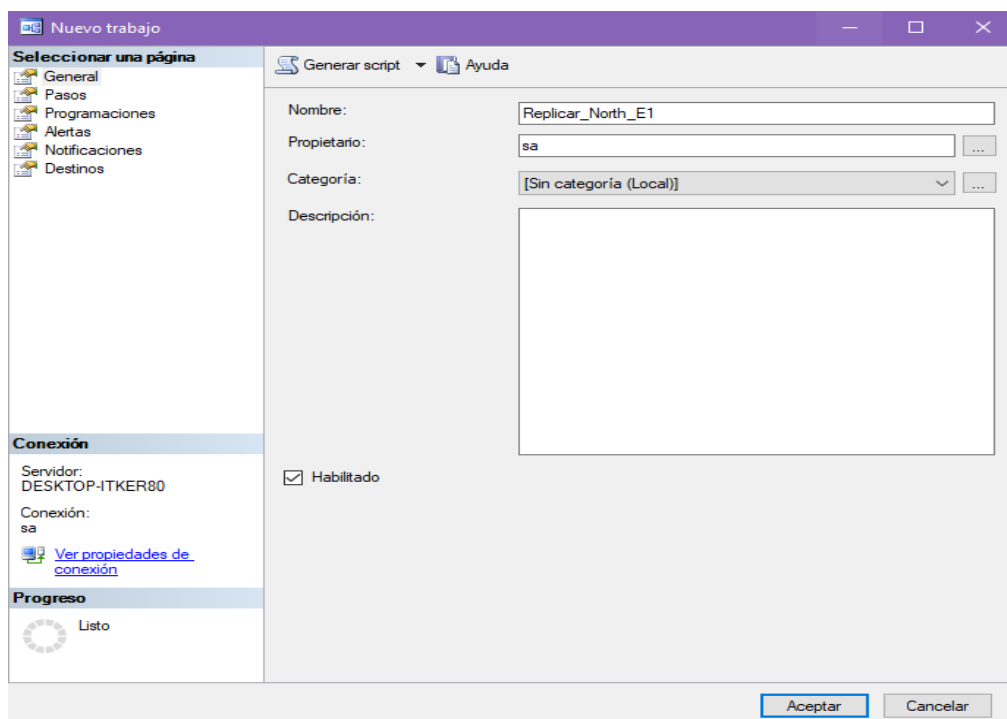 Nuevo trabajo
Seleccionar una página
General
Pasos
Programaciones
Alertas
Notificaciones
Destinos
Generar script
Ayuda
Nombre:
Replicar_North_E1
Propietario:
sa
...
Categoría:
[Sin categoría (Local)]
...
Descripción:
Habilitado
Conexión
Servidor:
DESKTOP-ITKER80
Conexión:
sa
Ver propiedades de
conexión
Progreso
Listo
Aceptar
Cancelar